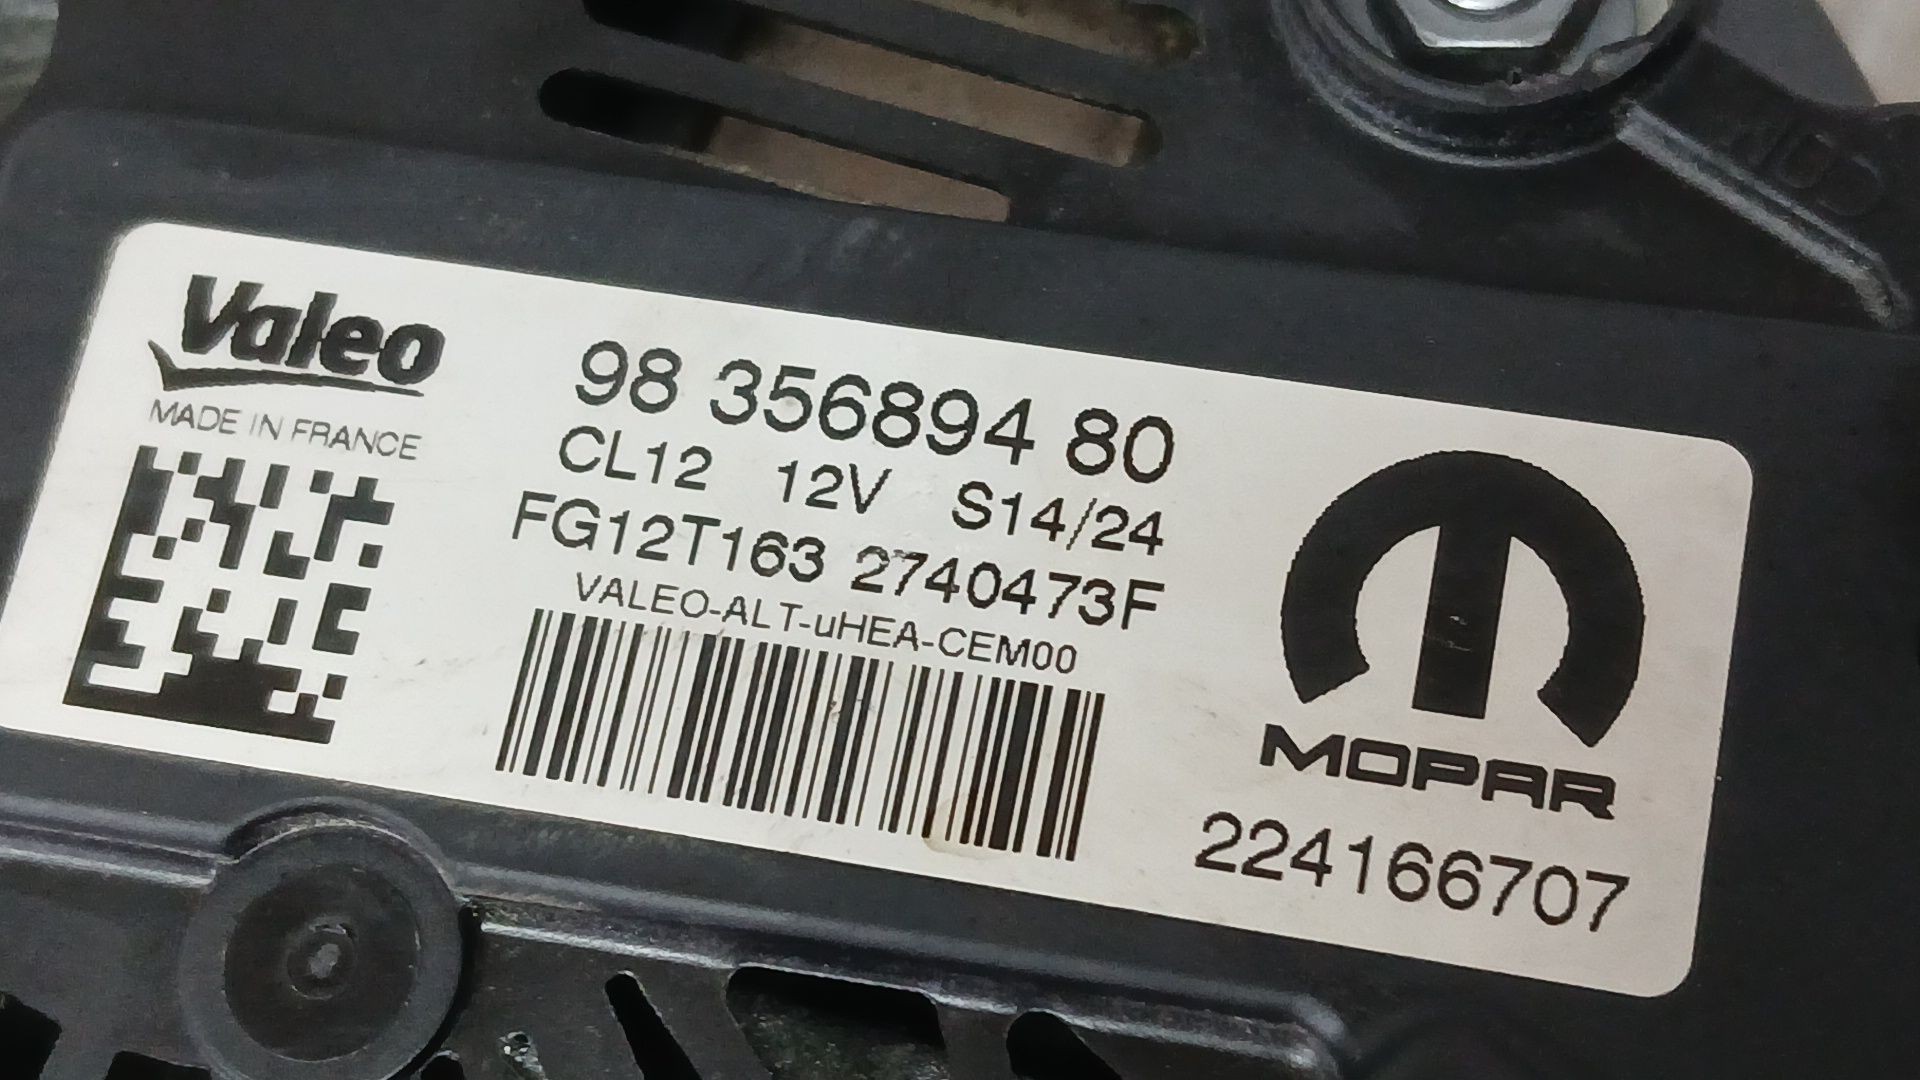 Valeo
MADE IN FRANCE
98 356894 80
CL12 12V S14/24
FG12T163 2740473F
VALEO-ALT-uHEA-CEM00
MOPAR
224166707